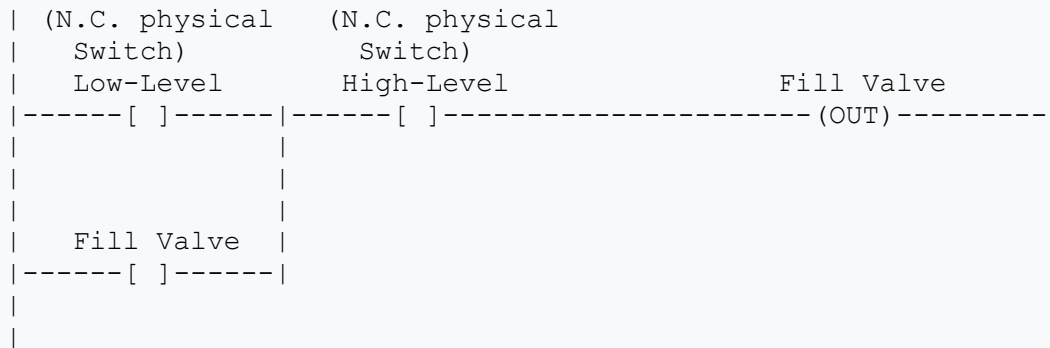 | (N.C. physical    (N.C. physical
|   Switch)           Switch)
|   Low-Level        High-Level                Fill Valve
|------[ ]------|------[ ]----------------------(OUT)---------
|               |
|               |
|               |
|   Fill Valve  |
|------[ ]------|
|
|